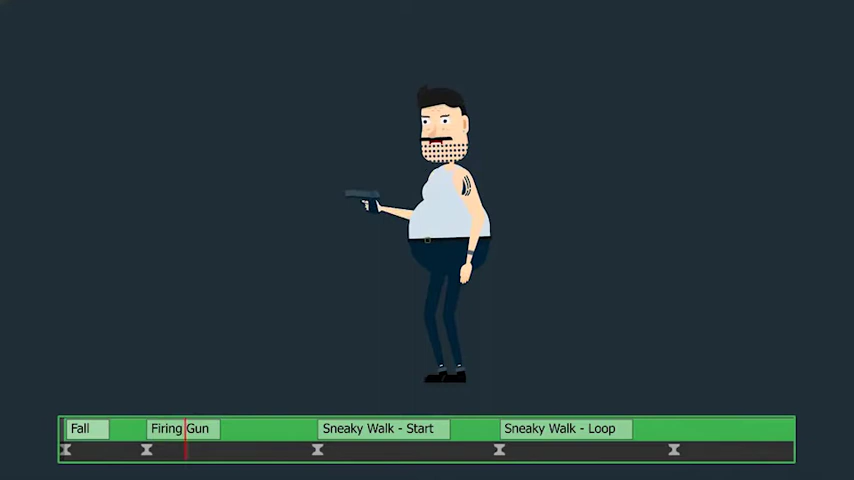 Fall
Firing Gun
Sneaky Walk - Start
Sneaky Walk - Loop